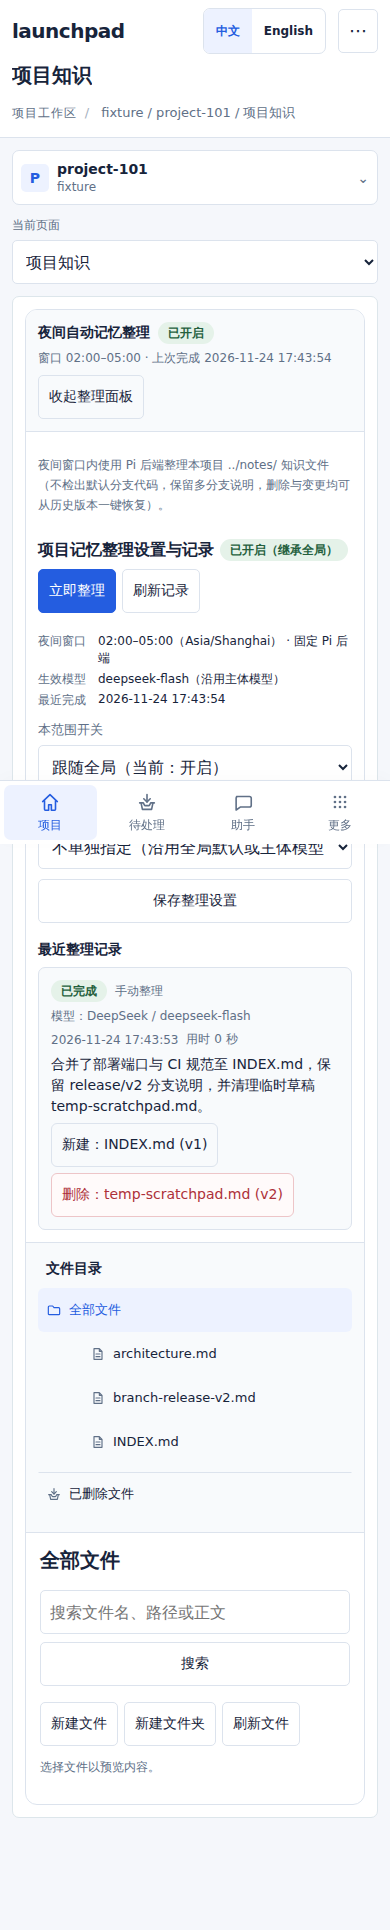 launchpad
中文 English ⋯
项目知识
项目工作区 / fixture / project-101 / 项目知识
P project-101
fixture
当前页面
项目知识
夜间自动记忆整理 已开启
窗口 02:00–05:00 · 上次完成 2026-11-24 17:43:54
收起整理面板
夜间窗口内使用 Pi 后端整理本项目 ../notes/ 知识文件
（不检出默认分支代码，保留多分支说明，删除与变更均可
从历史版本一键恢复）。
项目记忆整理设置与记录 已开启（继承全局）
立即整理 刷新记录
夜间窗口 02:00–05:00（Asia/Shanghai） · 固定 Pi 后
端
生效模型 deepseek-flash（沿用主体模型）
最近完成 2026-11-24 17:43:54
本范围开关
跟随全局（当前：开启）
项目 待处理 助手 更多
不单独指定（沿用全局默认或主体模型
保存整理设置
最近整理记录
已完成 手动整理
模型：DeepSeek / deepseek-flash
2026-11-24 17:43:53 用时 0 秒
合并了部署端口与 CI 规范至 INDEX.md，保
留 release/v2 分支说明，并清理临时草稿
temp-scratchpad.md。
新建：INDEX.md (v1)
删除：temp-scratchpad.md (v2)
文件目录
全部文件
architecture.md
branch-release-v2.md
INDEX.md
已删除文件
全部文件
搜索文件名、路径或正文
搜索
新建文件 新建文件夹 刷新文件
选择文件以预览内容。